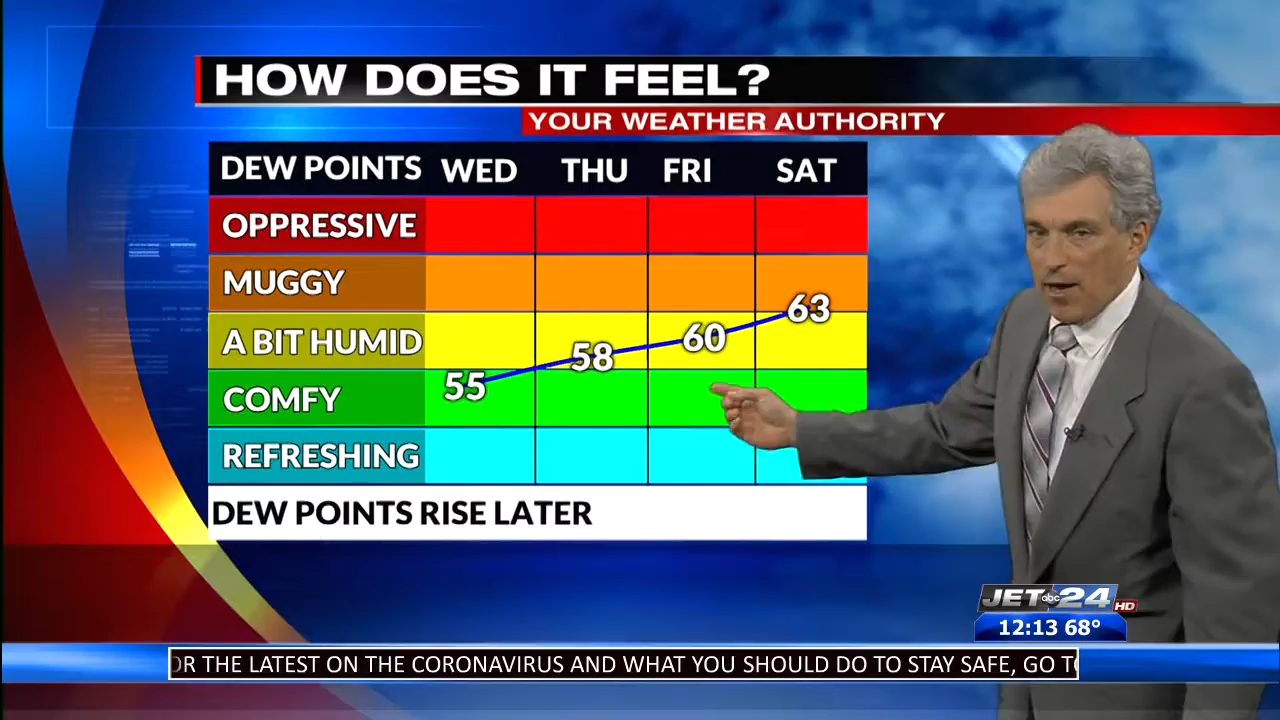 HOW DOES IT FEEL?
YOUR WEATHER AUTHORITY
DEW POINTS WED THU FRI SAT
OPPRESSIVE
MUGGY
63
A BIT HUMID
60
58
55
COMFY
REFRESHING
DEW POINTS RISE LATER
JET abc 24 HD
12:13 68°
OR THE LATEST ON THE CORONAVIRUS AND WHAT YOU SHOULD DO TO STAY SAFE, GO TO